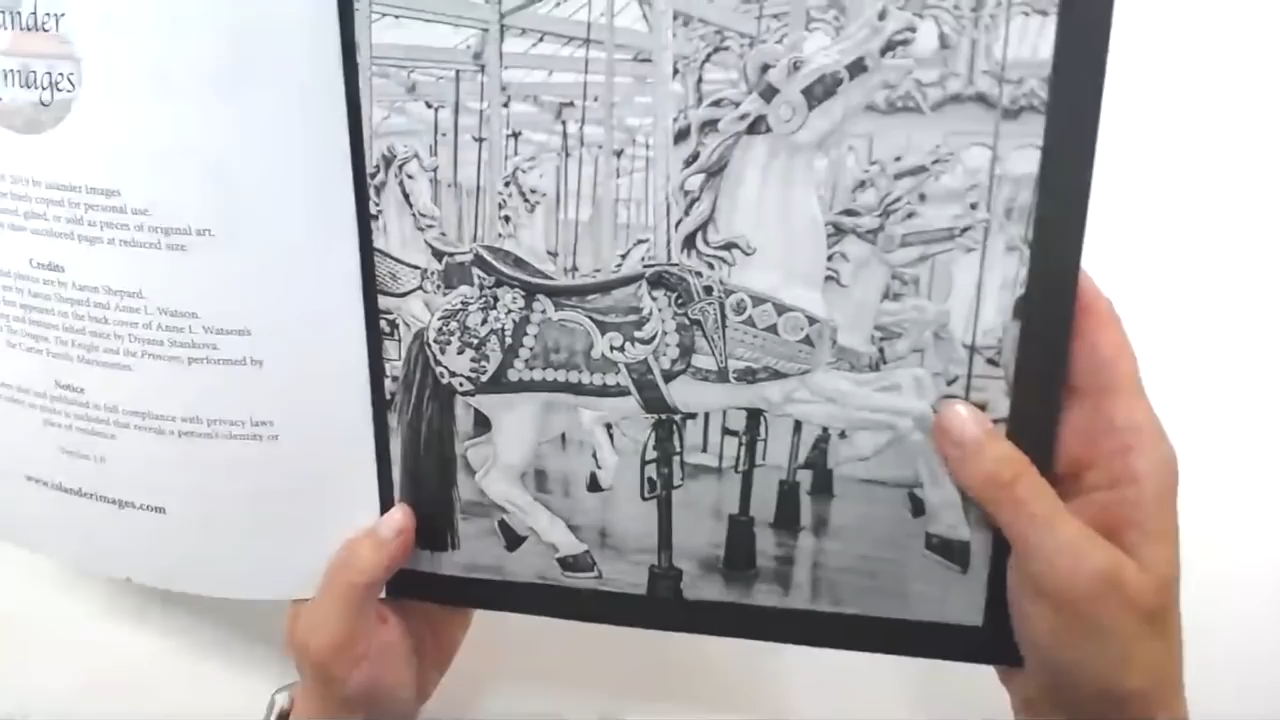 ander
mages
2019 by Islander Images
freely copied for personal use.
gifted, or sold as pieces of original art.
uncolored pages at reduced size.
Credits
photos are by Aaron Shepard.
are by Aaron Shepard and Anne L. Watson.
appeared on the back cover of Anne L. Watson's
and features felted mice by Diyana Stankova.
The Dragon, The Knight and the Princess, performed by
the Carter Family Marionettes.
Notice
and published in full compliance with privacy laws
is included that reveals a person's identity or
place of residence.
Version 1.0
www.islanderimages.com